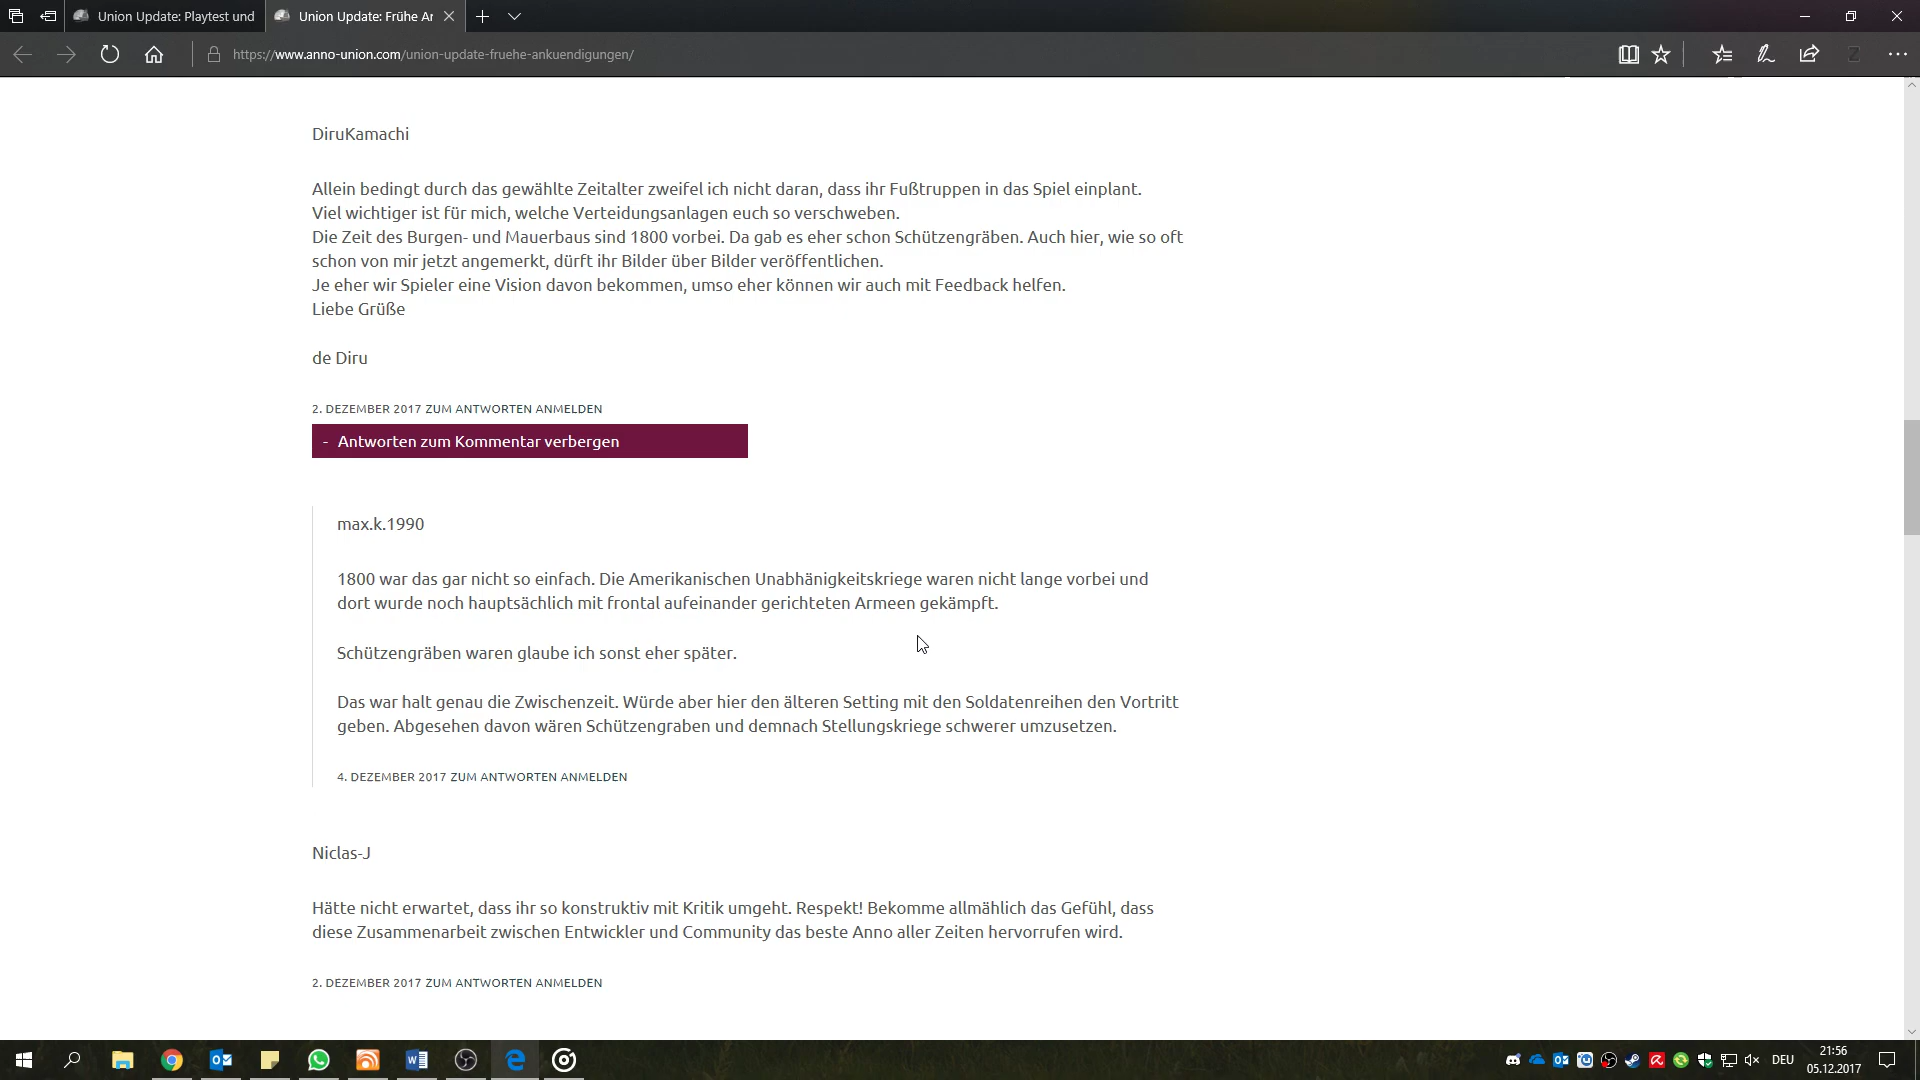 Union Update: Playtest und
Union Update: Frühe Ar
https://www.anno-union.com/union-update-fruehe-ankuendigungen/
DiruKamachi
Allein bedingt durch das gewählte Zeitalter zweifel ich nicht daran, dass ihr Fußtruppen in das Spiel einplant.
Viel wichtiger ist für mich, welche Verteidungsanlagen euch so verschweben.
Die Zeit des Burgen- und Mauerbaus sind 1800 vorbei. Da gab es eher schon Schützengräben. Auch hier, wie so oft
schon von mir jetzt angemerkt, dürft ihr Bilder über Bilder veröffentlichen.
Je eher wir Spieler eine Vision davon bekommen, umso eher können wir auch mit Feedback helfen.
Liebe Grüße
de Diru
2. DEZEMBER 2017 ZUM ANTWORTEN ANMELDEN
- Antworten zum Kommentar verbergen
max.k.1990
1800 war das gar nicht so einfach. Die Amerikanischen Unabhänigkeitskriege waren nicht lange vorbei und
dort wurde noch hauptsächlich mit frontal aufeinander gerichteten Armeen gekämpft.
Schützengräben waren glaube ich sonst eher später.
Das war halt genau die Zwischenzeit. Würde aber hier den älteren Setting mit den Soldatenreihen den Vortritt
geben. Abgesehen davon wären Schützengraben und demnach Stellungskriege schwerer umzusetzen.
4. DEZEMBER 2017 ZUM ANTWORTEN ANMELDEN
Niclas-J
Hätte nicht erwartet, dass ihr so konstruktiv mit Kritik umgeht. Respekt! Bekomme allmählich das Gefühl, dass
diese Zusammenarbeit zwischen Entwickler und Community das beste Anno aller Zeiten hervorrufen wird.
2. DEZEMBER 2017 ZUM ANTWORTEN ANMELDEN
DEU
21:56
05.12.2017